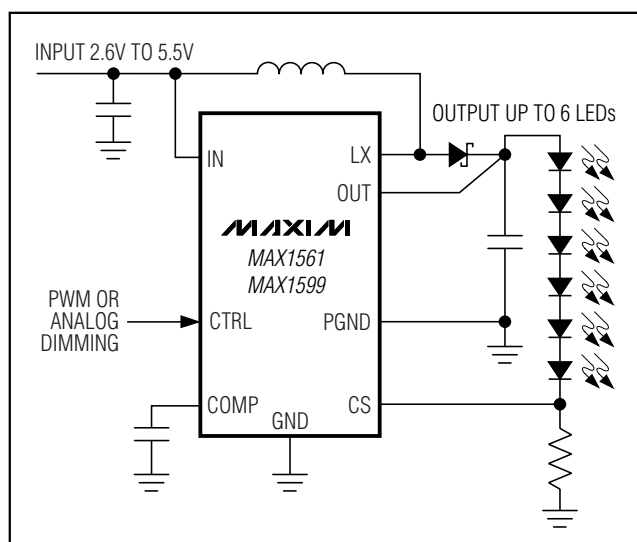 INPUT 2.6V TO 5.5V
OUTPUT UP TO 6 LEDs
IN
LX
OUT
MAXIM
MAX1561
MAX1599
PWM OR
ANALOG
DIMMING
CTRL
PGND
COMP
CS
GND